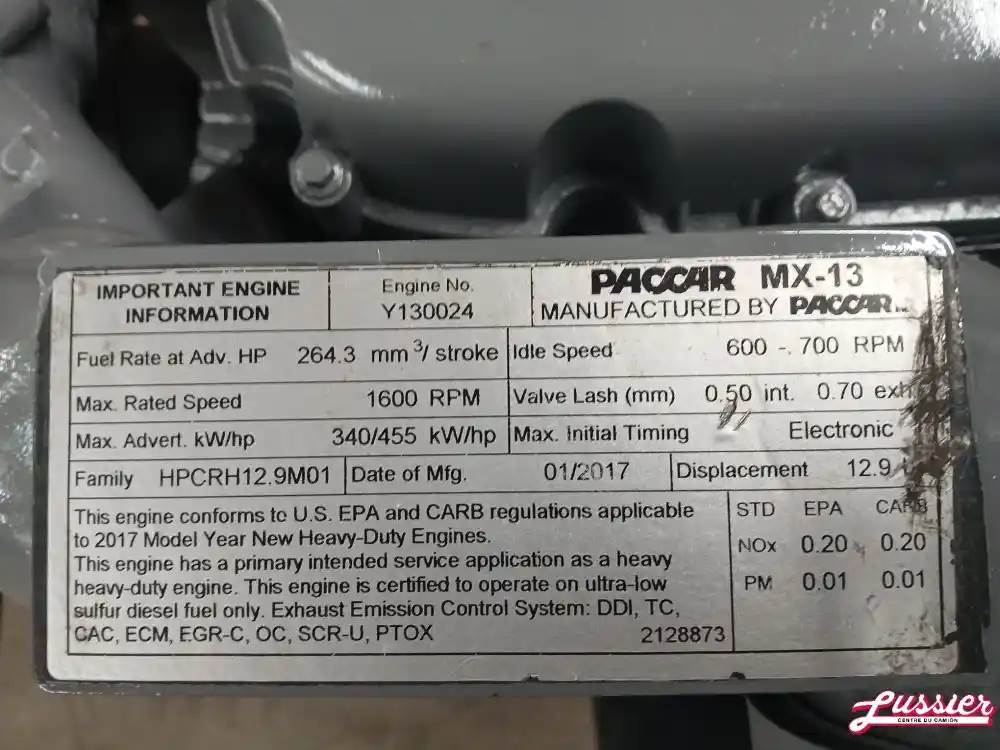 IMPORTANT ENGINE
INFORMATION
Engine No.
Y130024
PACCAR MX-13
MANUFACTURED BY PACCAR
Fuel Rate at Adv. HP 264.3 mm³/ stroke
Idle Speed 600 - 700 RPM
Max. Rated Speed 1600 RPM
Valve Lash (mm) 0.50 int. 0.70 exh
Max. Advert. kW/hp 340/455 kW/hp
Max. Initial Timing Electronic
Family HPCRH12.9M01
Date of Mfg. 01/2017
Displacement 12.9
This engine conforms to U.S. EPA and CARB regulations applicable
to 2017 Model Year New Heavy-Duty Engines.
This engine has a primary intended service application as a heavy
heavy-duty engine. This engine is certified to operate on ultra-low
sulfur diesel fuel only. Exhaust Emission Control System: DDI, TC,
CAC, ECM, EGR-C, OC, SCR-U, PTOX 2128873
STD EPA CARB
NOx 0.20 0.20
PM 0.01 0.01
Lussier
CENTRE DU CAMION